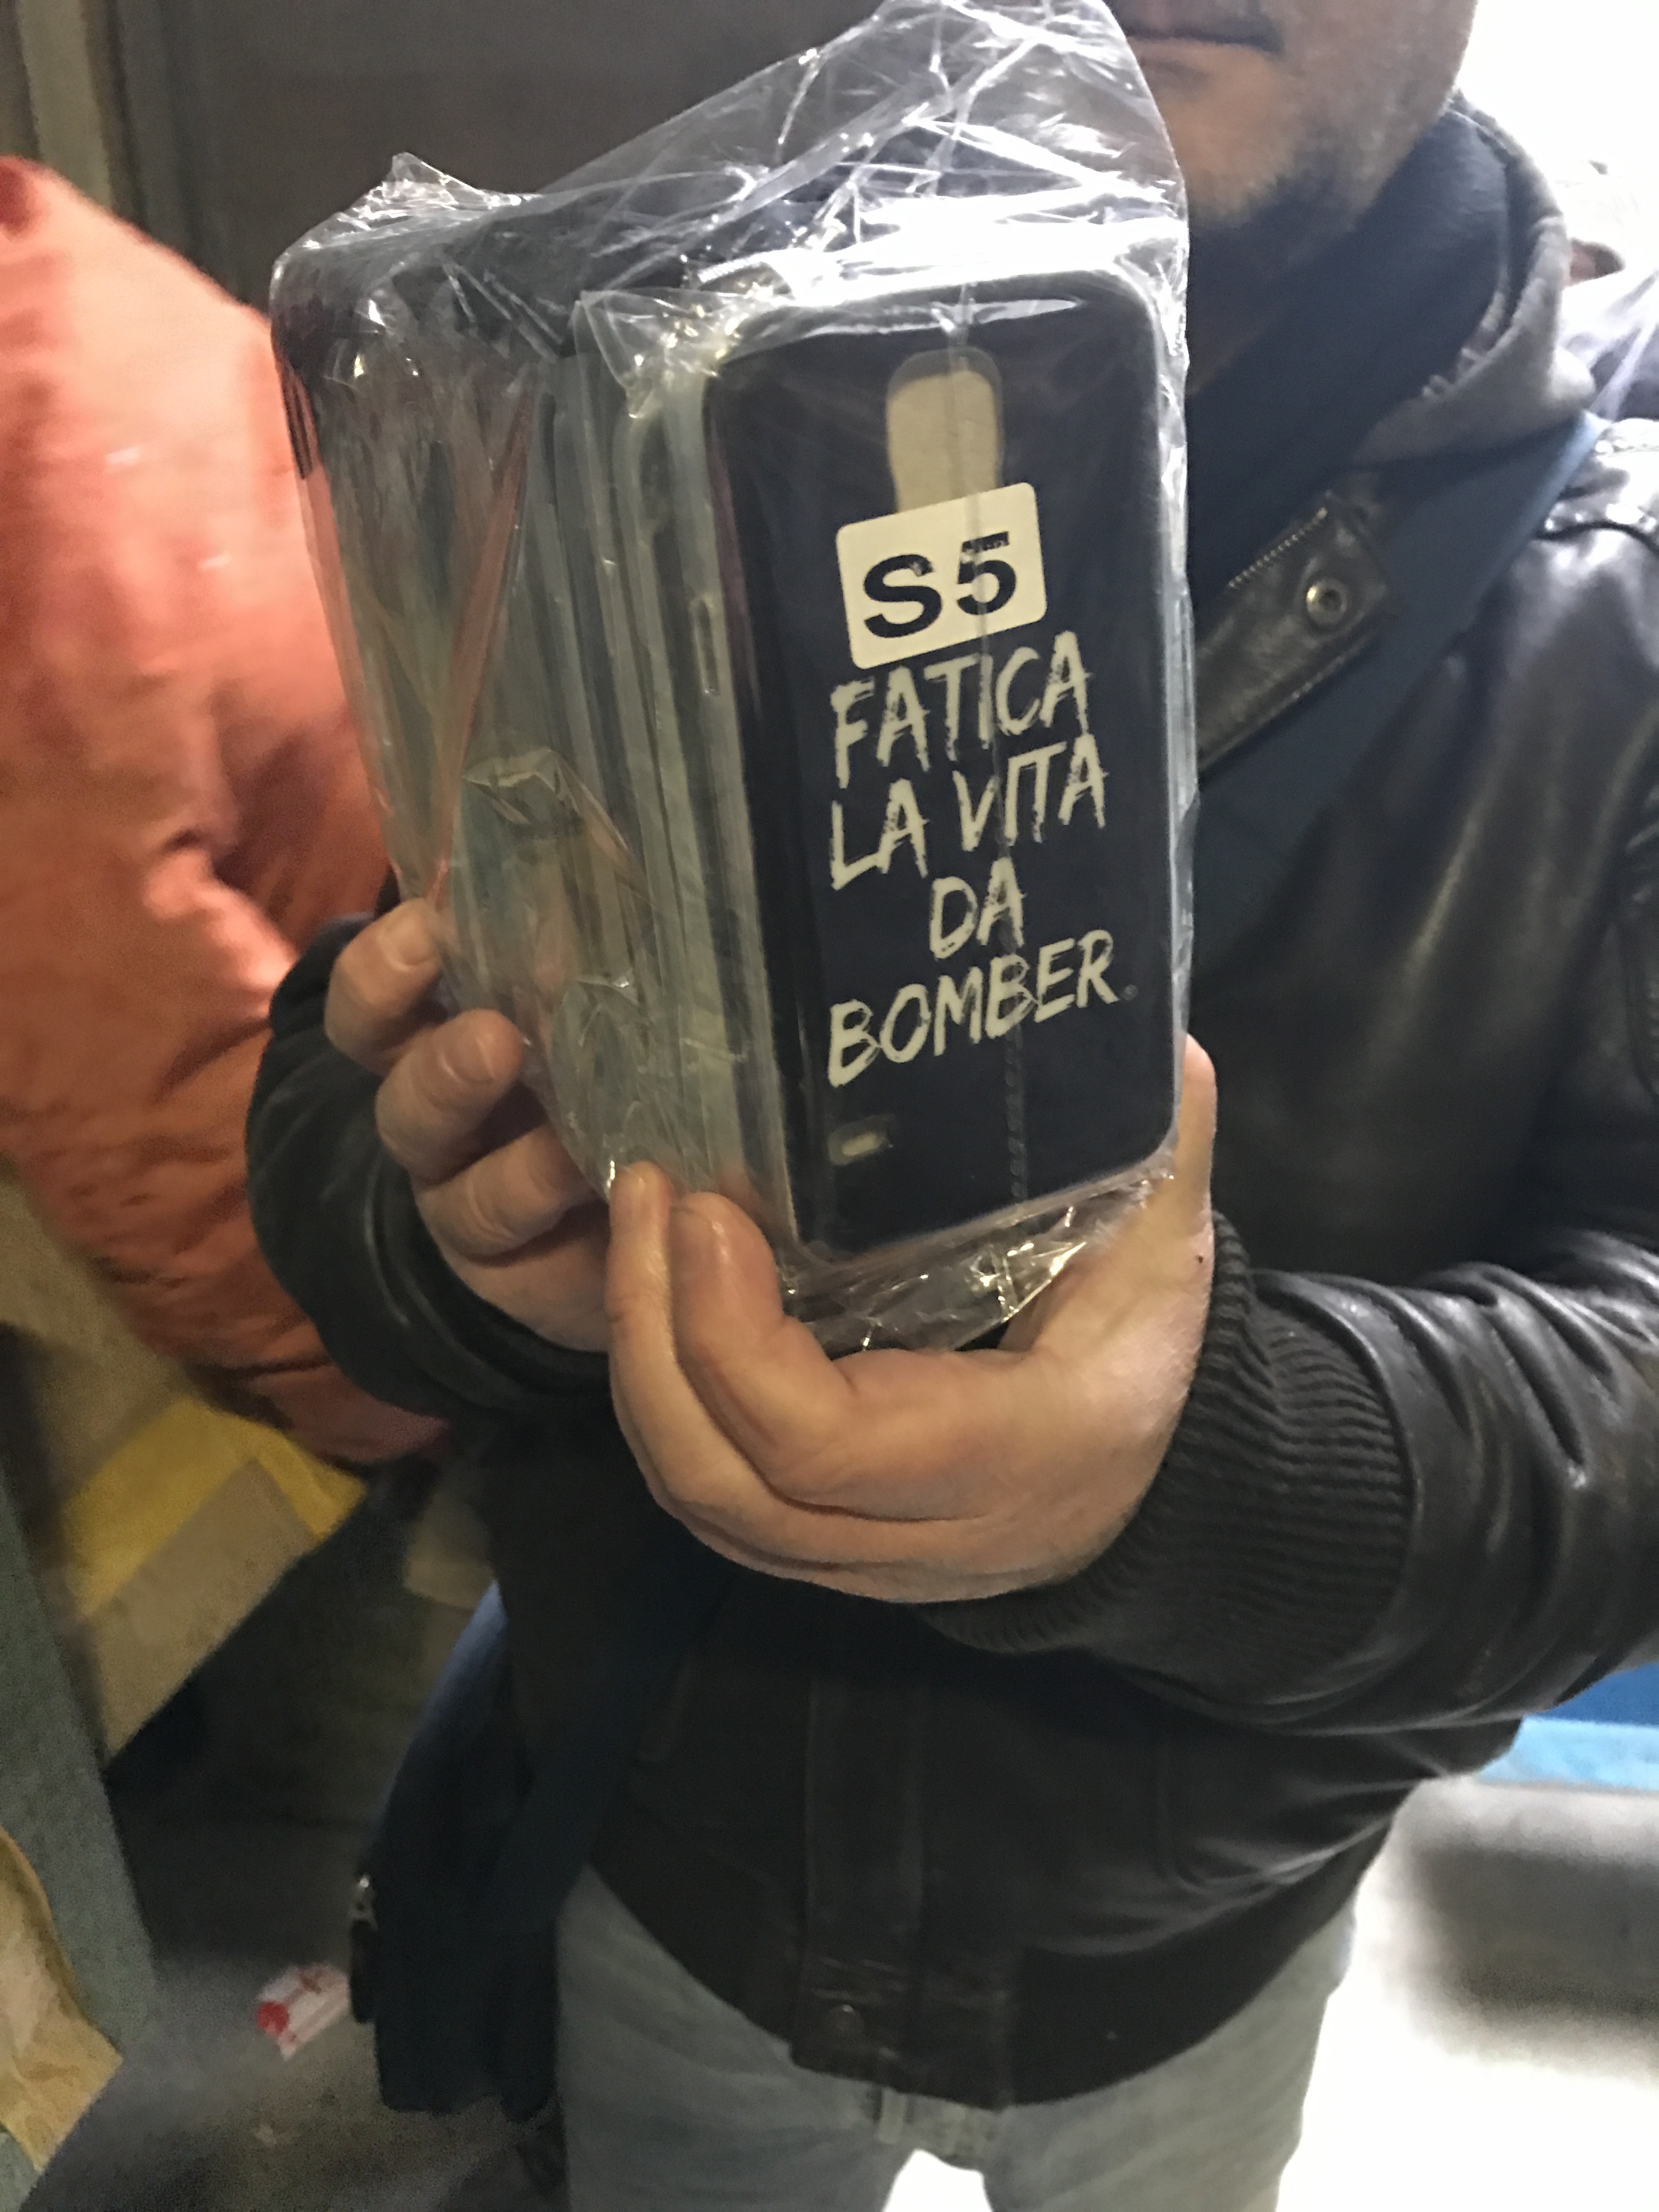 S5
FATICA
LA VITA
DA
BOMBER